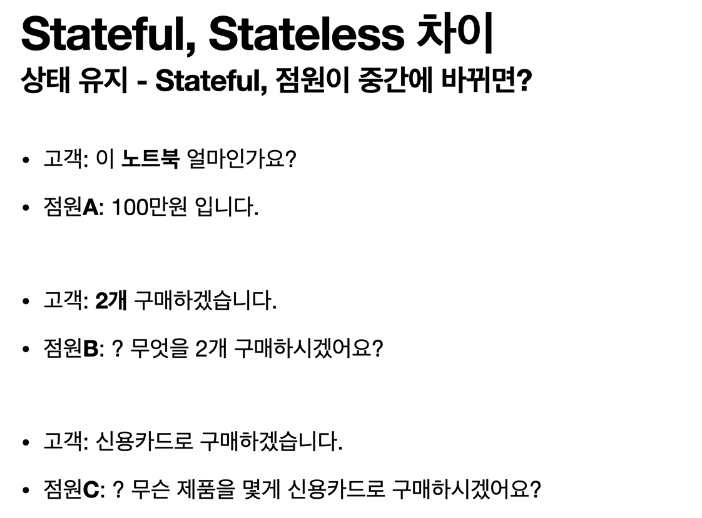 Stateful, Stateless 차이
상태 유지 - Stateful, 점원이 중간에 바뀌면?
• 고객: 이 노트북 얼마인가요?
• 점원A: 100만원 입니다.
• 고객: 2개 구매하겠습니다.
• 점원B: ? 무엇을 2개 구매하시겠어요?
• 고객: 신용카드로 구매하겠습니다.
• 점원C: ? 무슨 제품을 몇게 신용카드로 구매하시겠어요?